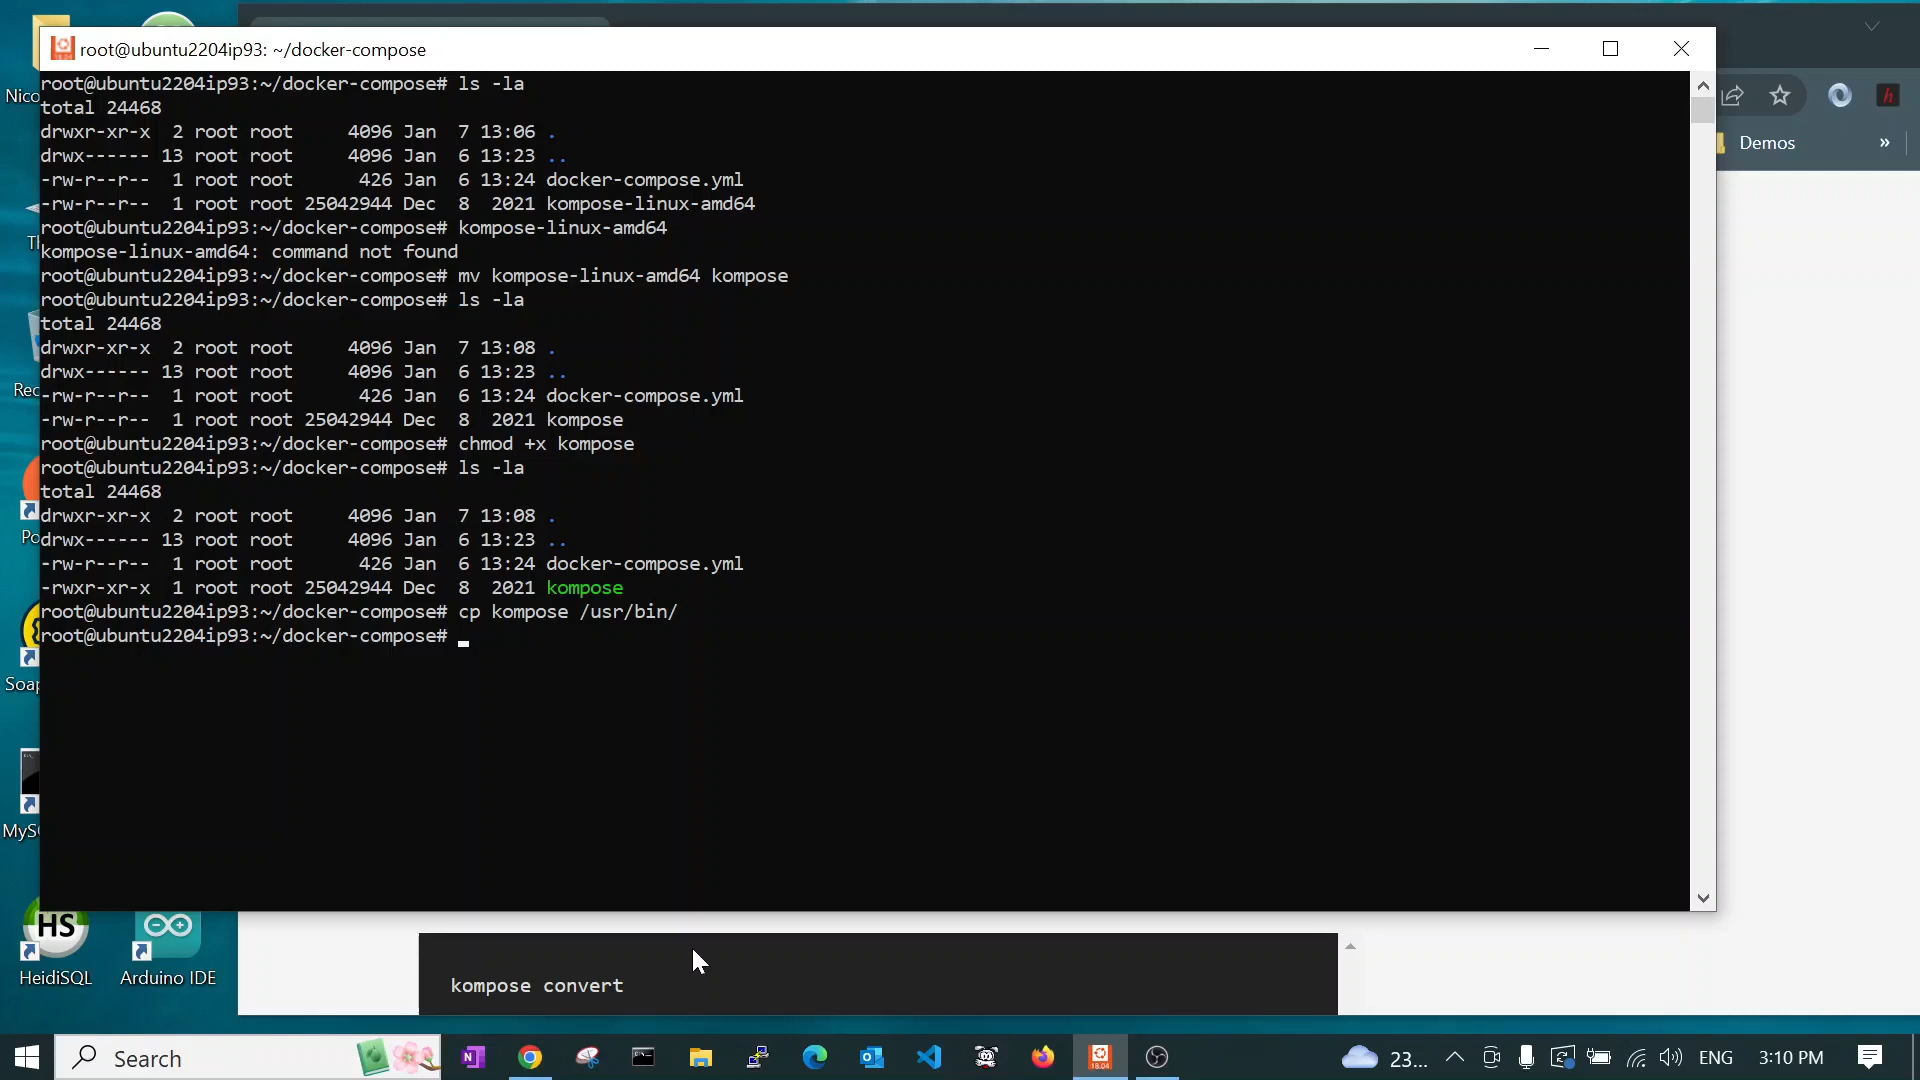 root@ubuntu2204ip93: ~/docker-compose
root@ubuntu2204ip93:~/docker-compose# ls -la
total 24468
drwxr-xr-x  2 root root     4096 Jan  7 13:06 .
drwx------ 13 root root     4096 Jan  6 13:23 ..
-rw-r--r--  1 root root      426 Jan  6 13:24 docker-compose.yml
-rw-r--r--  1 root root 25042944 Dec  8  2021 kompose-linux-amd64
root@ubuntu2204ip93:~/docker-compose# kompose-linux-amd64
kompose-linux-amd64: command not found
root@ubuntu2204ip93:~/docker-compose# mv kompose-linux-amd64 kompose
root@ubuntu2204ip93:~/docker-compose# ls -la
total 24468
drwxr-xr-x  2 root root     4096 Jan  7 13:08 .
drwx------ 13 root root     4096 Jan  6 13:23 ..
-rw-r--r--  1 root root      426 Jan  6 13:24 docker-compose.yml
-rw-r--r--  1 root root 25042944 Dec  8  2021 kompose
root@ubuntu2204ip93:~/docker-compose# chmod +x kompose
root@ubuntu2204ip93:~/docker-compose# ls -la
total 24468
drwxr-xr-x  2 root root     4096 Jan  7 13:08 .
drwx------ 13 root root     4096 Jan  6 13:23 ..
-rw-r--r--  1 root root      426 Jan  6 13:24 docker-compose.yml
-rwxr-xr-x  1 root root 25042944 Dec  8  2021 kompose
root@ubuntu2204ip93:~/docker-compose# cp kompose /usr/bin/
root@ubuntu2204ip93:~/docker-compose#
Demos
»
Nico
Th
Rec
Po
Soap
MySQ
HS
HeidiSQL
Arduino IDE
kompose convert
Search
23...
ENG
3:10 PM